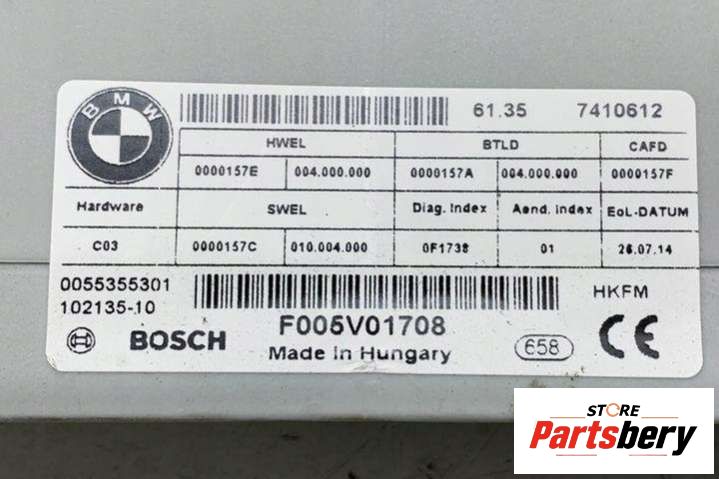 BMW
61.35 7410612
HWEL BTLD CAFD
0000157E 004.000.000 0000157A 004.000.000 0000157F
Hardware SWEL Diag. Index Aend. Index EoL-DATUM
C03 0000157C 010.004.000 0F1738 01 26.07.14
0055355301
102135-10
HKFM
BOSCH
F005V01708
Made in Hungary
658
CE
STORE
Partsbery